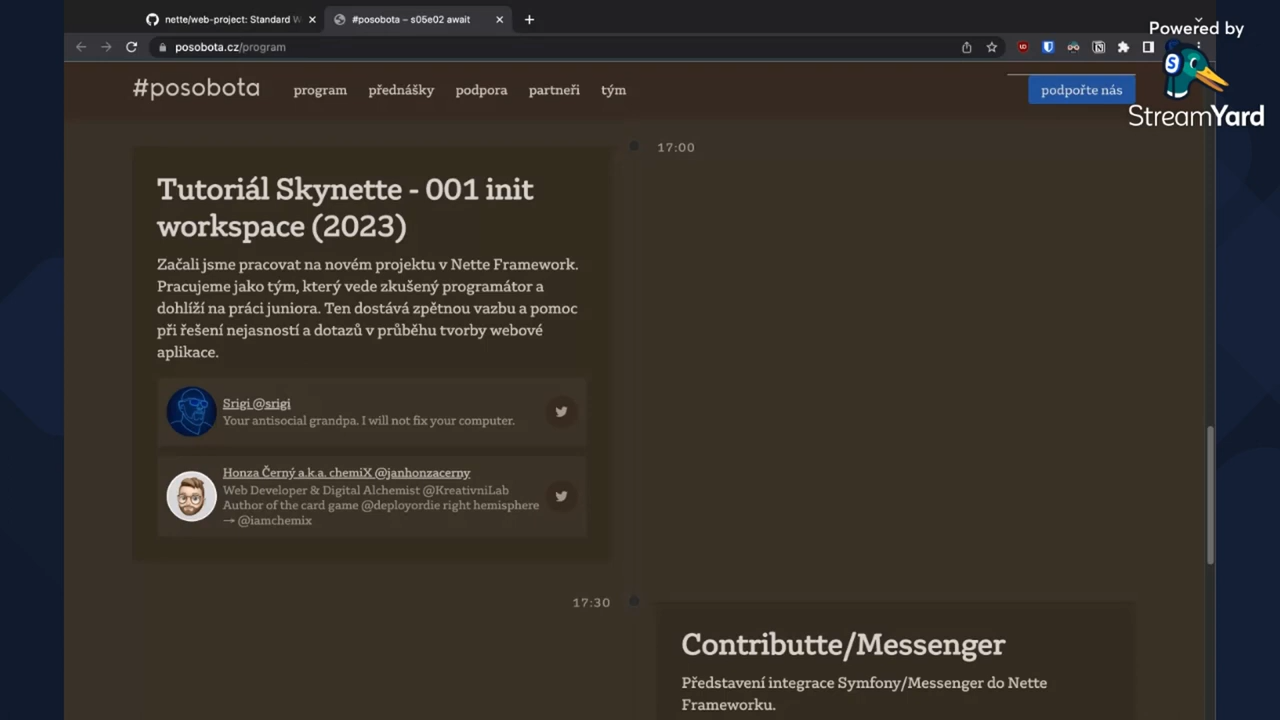 nette/web-project: Standard W
#posobota – s05e02 await
posobota.cz/program
Powered by
StreamYard
#posobota
program
přednášky
podpora
partneři
tým
podpořte nás
17:00
Tutoriál Skynette - 001 init
workspace (2023)
Začali jsme pracovat na novém projektu v Nette Framework.
Pracujeme jako tým, který vede zkušený programátor a
dohlíží na práci juniora. Ten dostává zpětnou vazbu a pomoc
při řešení nejasností a dotazů v průběhu tvorby webové
aplikace.
Srigi @srigi
Your antisocial grandpa. I will not fix your computer.
Honza Černý a.k.a. chemiX @janhonzacerny
Web Developer & Digital Alchemist @KreativniLab
Author of the card game @deployordie right hemisphere
→ @iamchemix
17:30
Contributte/Messenger
Představení integrace Symfony/Messenger do Nette
Frameworku.